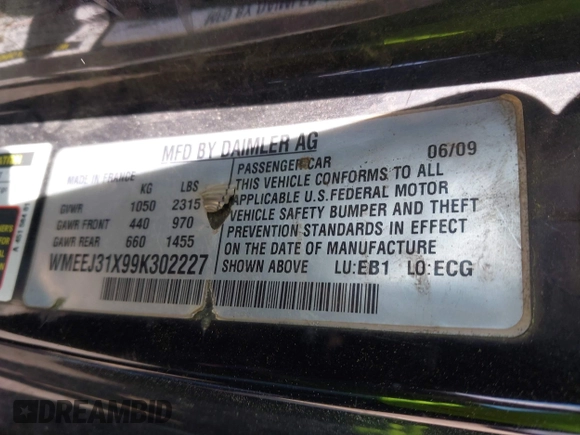 MFD BY DAIMLER AG
MADE IN FRANCE
KG LBS
GVWR 1050 2315
GAWR FRONT 440 970
GAWR REAR 660 1455
WMEEJ31X99K302227
PASSENGER CAR 06/09
THIS VEHICLE CONFORMS TO ALL
APPLICABLE U.S. FEDERAL MOTOR
VEHICLE SAFETY BUMPER AND THEFT
PREVENTION STANDARDS IN EFFECT
ON THE DATE OF MANUFACTURE
SHOWN ABOVE LU:EB1 LO:ECG
DREAMBID